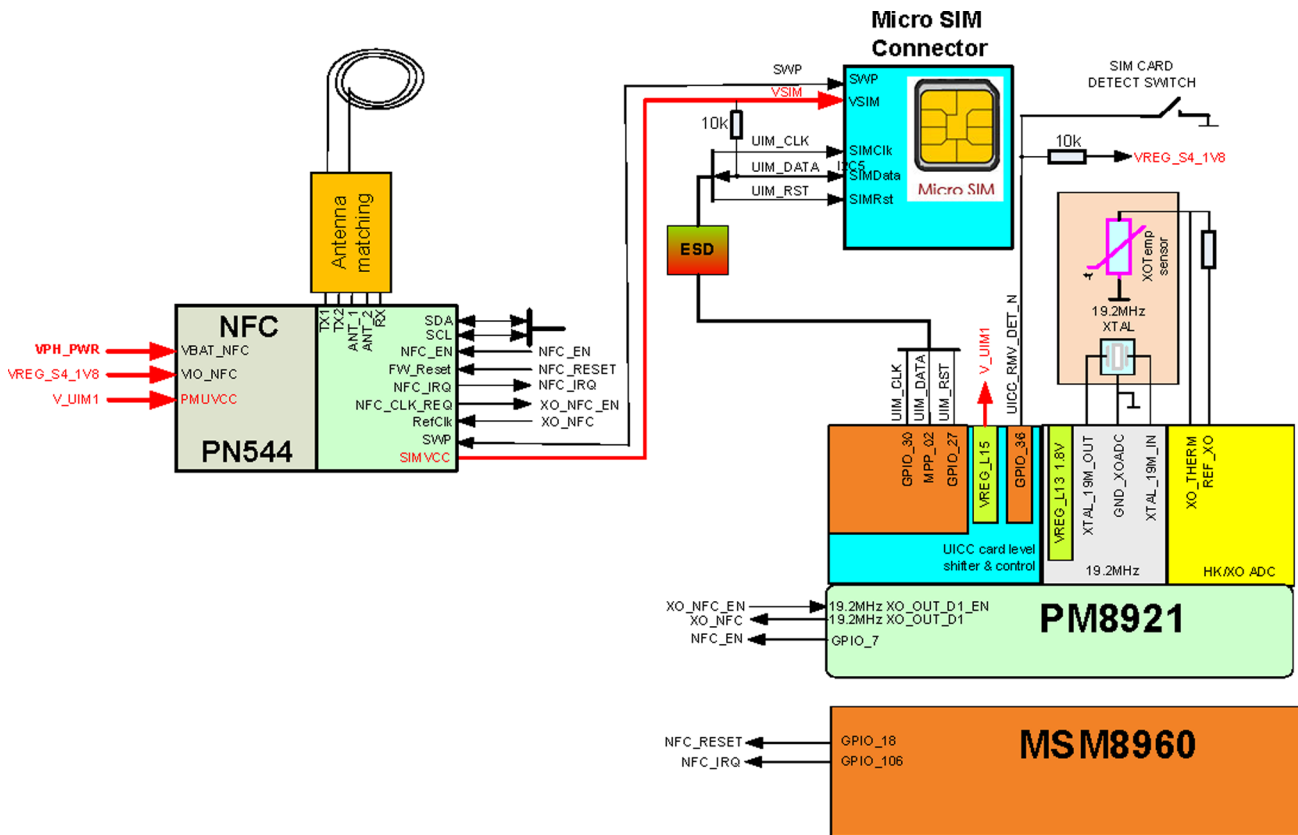 Micro SIM
Connector
SIM CARD
DETECT SWITCH
SWP
SWP
VSIM
VSIM
10k
10k
VREG_S4_1V8
UIM_CLK
SIMClk
UIM_DATA
I2C5
SIMData
UIM_RST
SIMRst
Micro SIM
ESD
Antenna
matching
XOTemp
sensor
19.2MHz
XTAL
NFC
PN544
TX1
TX2
ANT_1
ANT_2
RX
VPH_PWR
VBAT_NFC
VREG_S4_1V8
VIO_NFC
V_UIM1
PMUVCC
SDA
SCL
NFC_EN
NFC_EN
FW_Reset
NFC_RESET
NFC_IRQ
NFC_IRQ
NFC_CLK_REQ
XO_NFC_EN
RefClk
XO_NFC
SWP
SIMVCC
UIM_CLK
UIM_DATA
UIM_RST
V_UIM1
UICC_RMV_DET_N
GPIO_30
MPP_02
GPIO_27
VREG_L15
GPIO_36
VREG_L13 1.8V
XTAL_19M_OUT
GND_XOADC
XTAL_19M_IN
XO_THERM
REF_XO
UICC card level
shifter & control
19.2MHz
HK/XO ADC
XO_NFC_EN
19.2MHz XO_OUT_D1_EN
XO_NFC
19.2MHz XO_OUT_D1
NFC_EN
GPIO_7
PM8921
NFC_RESET
GPIO_18
NFC_IRQ
GPIO_106
MSM8960